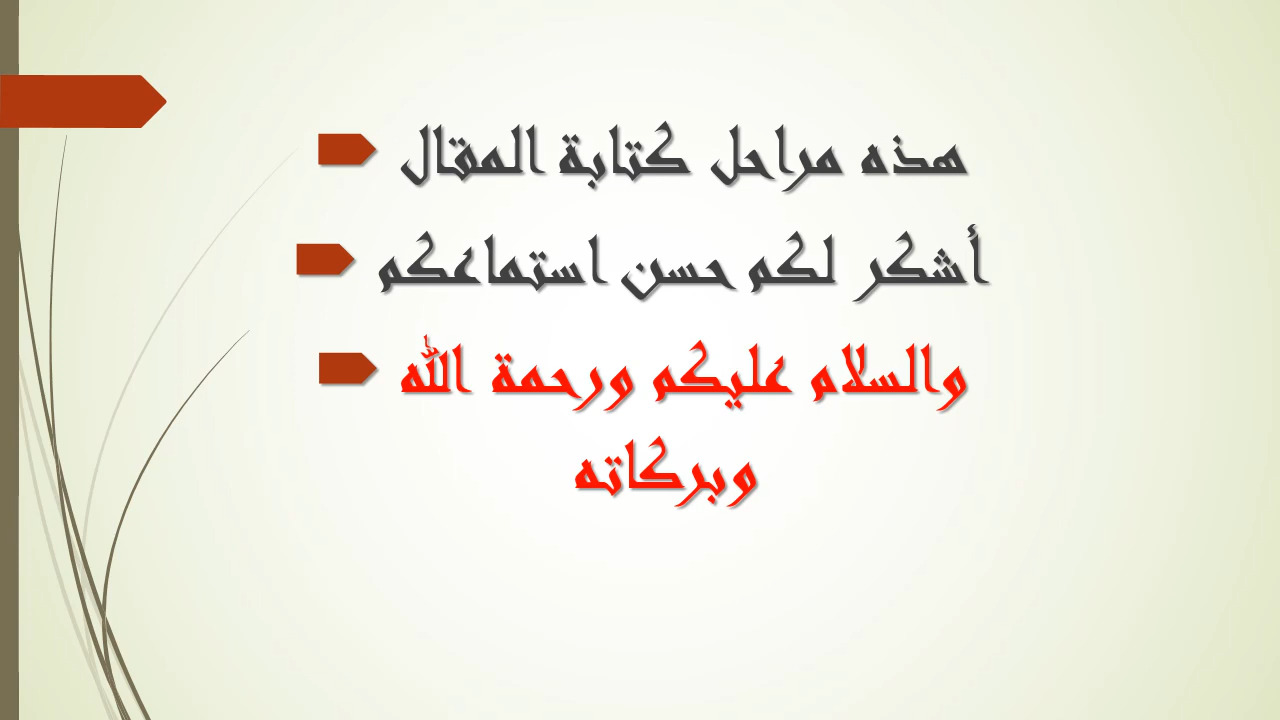 هذه مراحل كتابة المقال
أشكر لكم حسن استماعكم
والسلام عليكم ورحمة الله
وبركاته